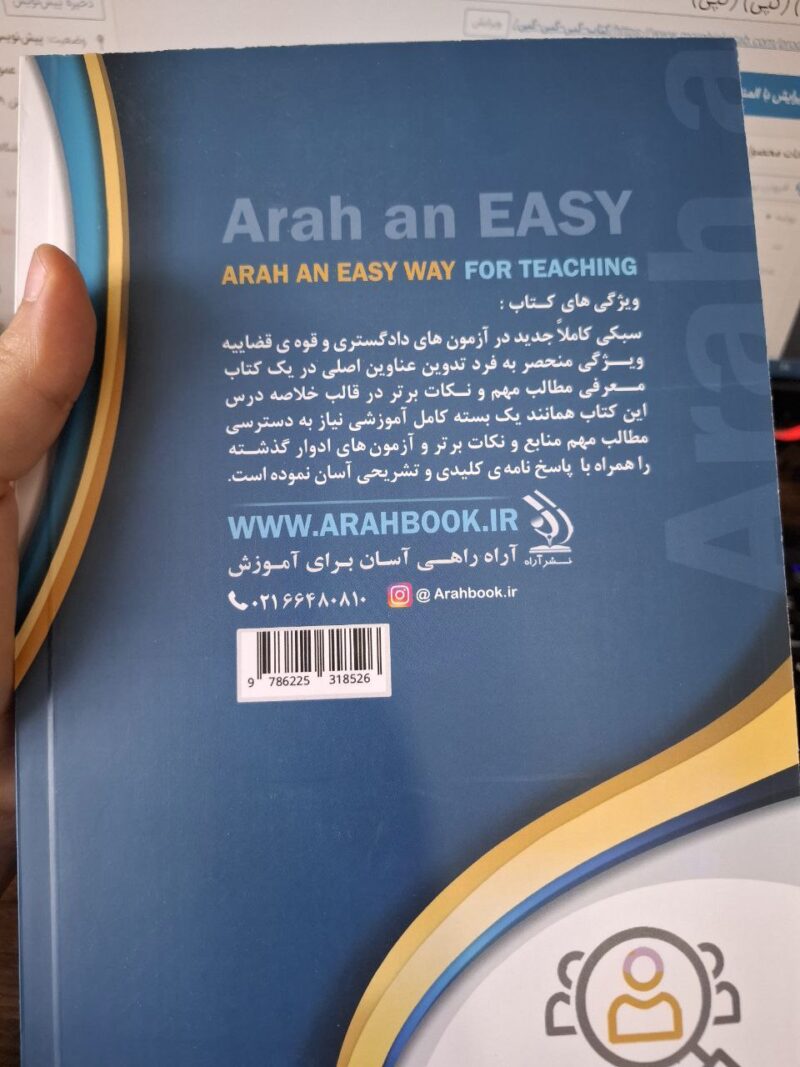 (کپی) (کپی)
Arah a
Arah an EASY
ARAH AN EASY WAY FOR TEACHING
ویژگی های کتاب :
سبکی کاملاً جدید در آزمون های دادگستری و قوه ی قضاییه
ویژگی منحصر به فرد تدوین عناوین اصلی در یک کتاب
معرفی مطالب مهم و نکات برتر در قالب خلاصه درس
این کتاب همانند یک بسته کامل آموزشی نیاز به دسترسی
مطالب مهم منابع و نکات برتر و آزمون های ادوار گذشته
را همراه با پاسخ نامه ی کلیدی و تشریحی آسان نموده است.
WWW.ARAHBOOK.IR
نشر آراه
آراه راهی آسان برای آموزش
۰۲۱۶۶۴۸۰۸۱۰ @ Arahbook.ir
9 786225 318526